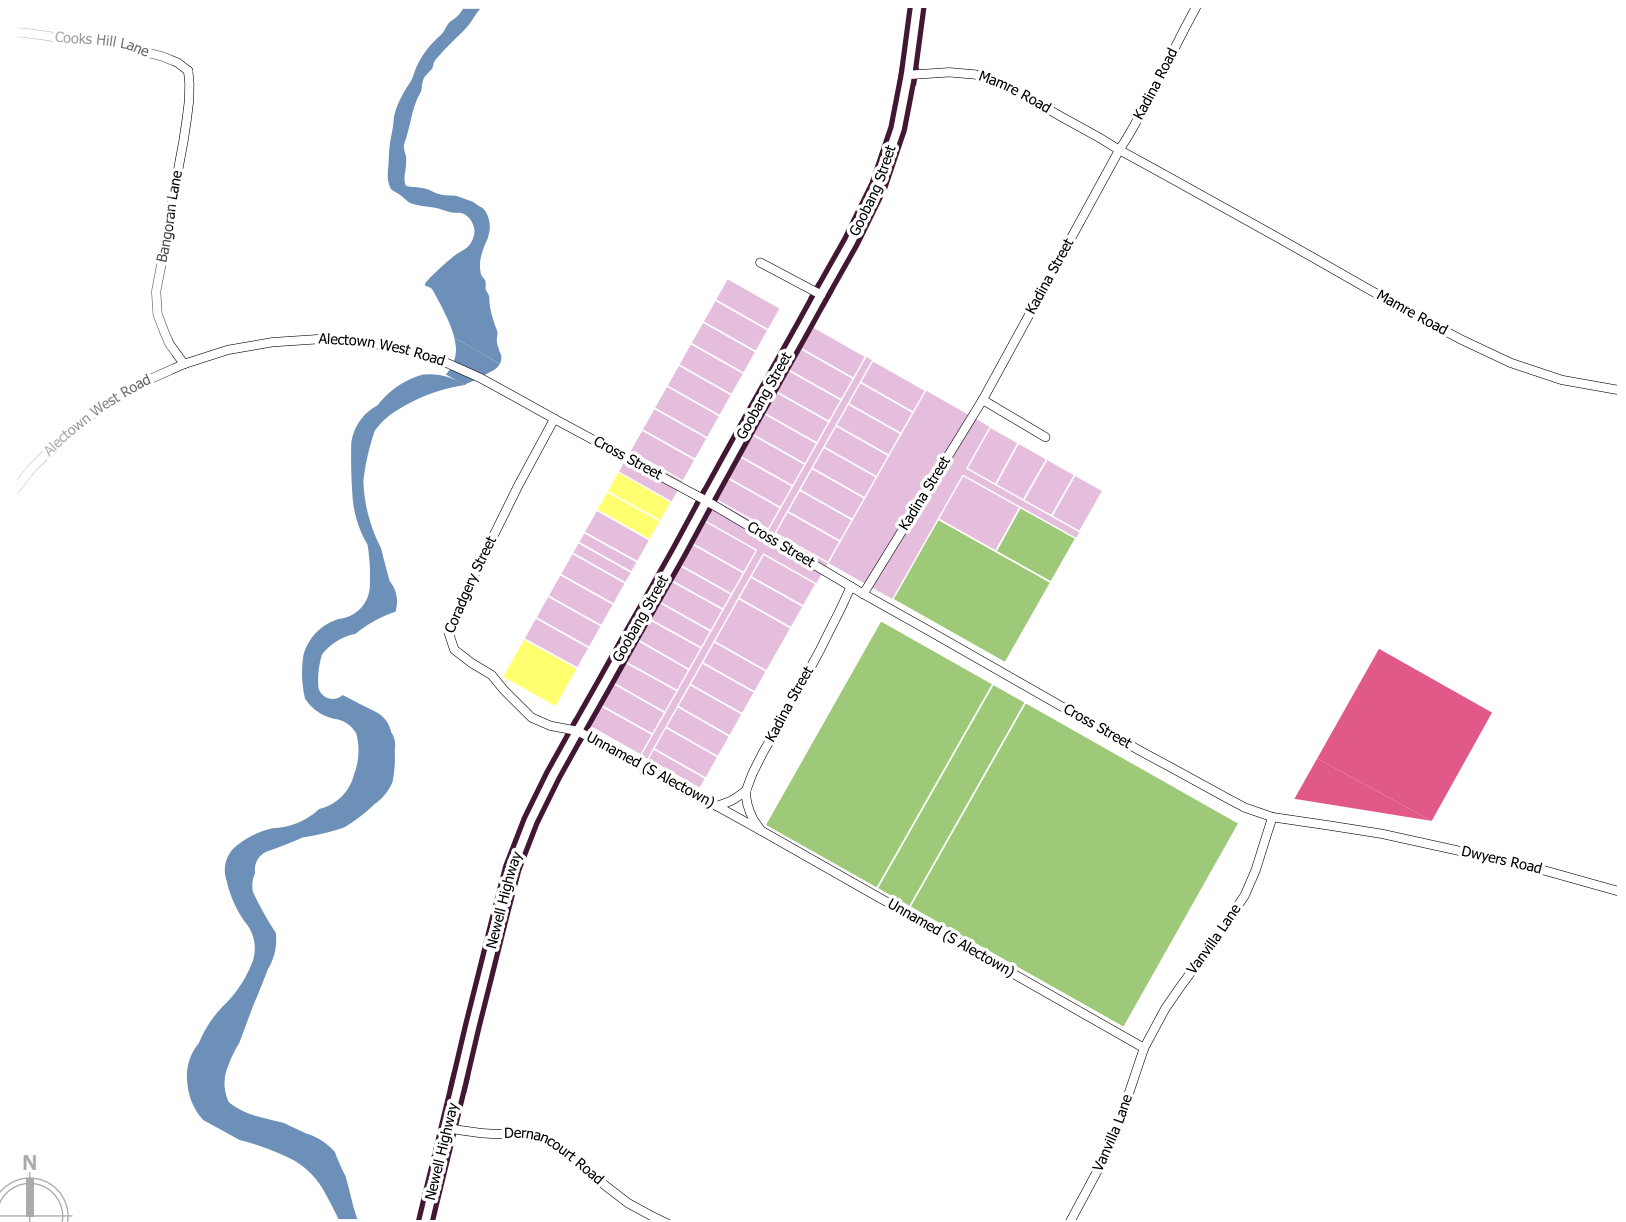 Cooks Hill Lane
Mamre Road
Kadina Road
Goobang Street
Bangoran Lane
Kadina Street
Mamre Road
Alectown West Road
Goobang Street
Alectown West Road
Cross Street
Kadina Street
Cross Street
Coradgery Street
Goobang Street
Kadina Street
Cross Street
Unnamed (S Alectown)
Dwyers Road
Newell Highway
Unnamed (S Alectown)
Vanvilla Lane
Newell Highway
Dernancourt Road
Vanvilla Lane
N